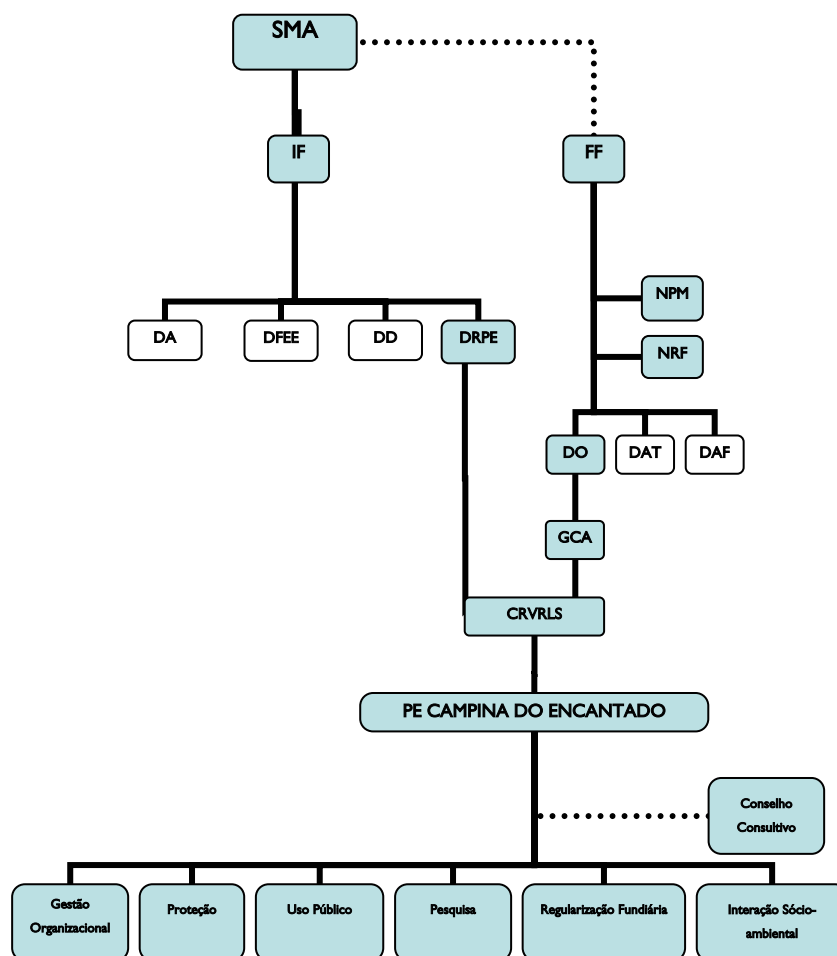 SMA
IF
FF
NPM
NRF
DA
DFEE
DD
DRPE
DO
DAT
DAF
GCA
CRVRLS
PE CAMPINA DO ENCANTADO
Conselho
Consultivo
Gestão
Organizacional
Proteção
Uso Público
Pesquisa
Regularização Fundiária
Interação Sócio-
ambiental